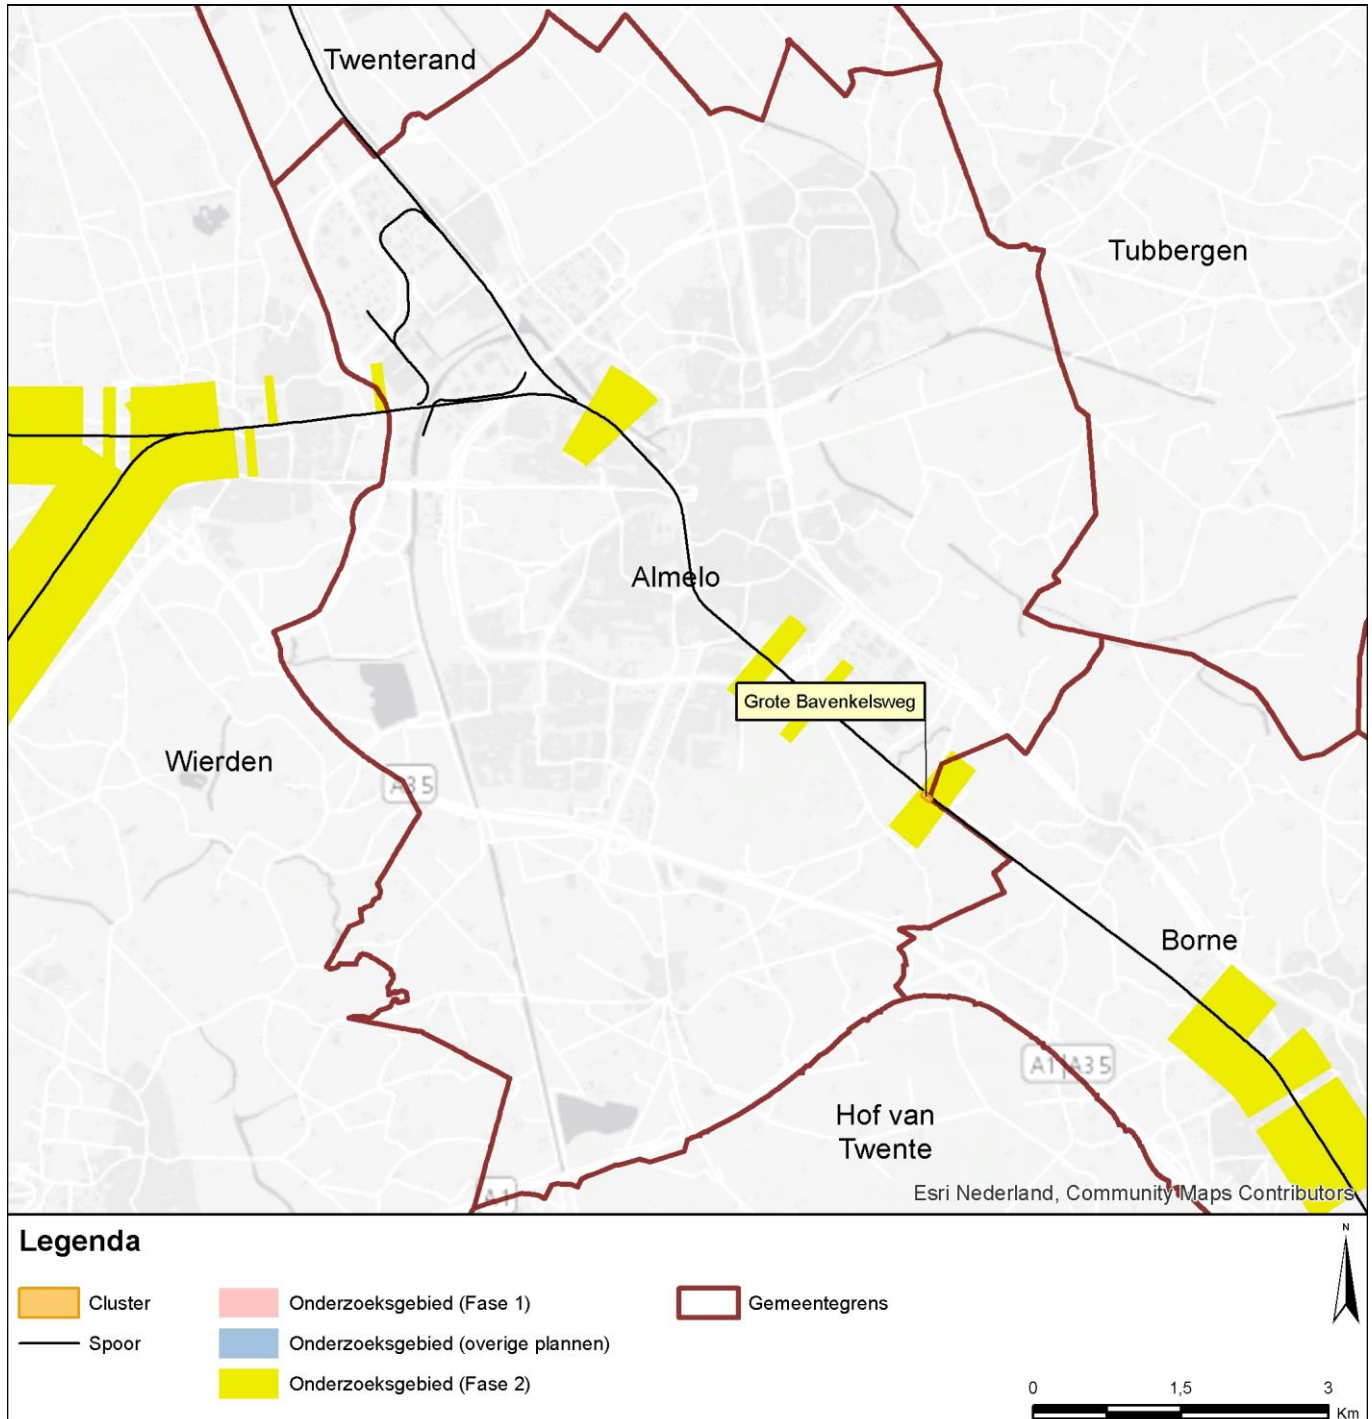 Twenterand
Tubbergen
Almelo
Grote Bavenkelsweg
Wierden
A35
Borne
A1|A35
Hof van
Twente
A1
Esri Nederland, Community Maps Contributors
Legenda
Cluster
Spoor
Onderzoeksgebied (Fase 1)
Onderzoeksgebied (overige plannen)
Onderzoeksgebied (Fase 2)
Gemeentegrens
N
0 1,5 3
Km